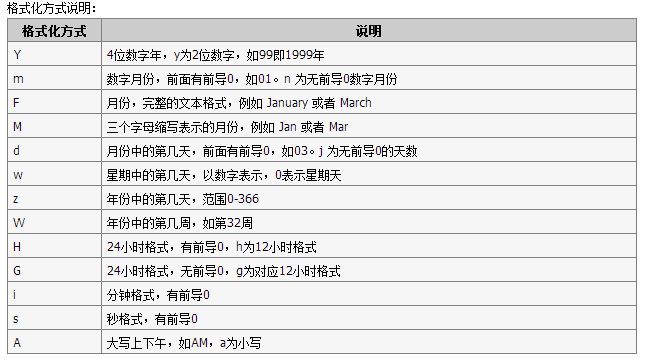 格式化方式说明：
格式化方式 说明
Y 4位数字年，y为2位数字，如99即1999年
m 数字月份，前面有前导0，如01。n 为无前导0数字月份
F 月份，完整的文本格式，例如 January 或者 March
M 三个字母缩写表示的月份，例如 Jan 或者 Mar
d 月份中的第几天，前面有前导0，如03。j 为无前导0的天数
w 星期中的第几天，以数字表示，0表示星期天
z 年份中的第几天，范围0-366
W 年份中的第几周，如第32周
H 24小时格式，有前导0，h为12小时格式
G 24小时格式，无前导0，g为对应12小时格式
i 分钟格式，有前导0
s 秒格式，有前导0
A 大写上下午，如AM，a为小写